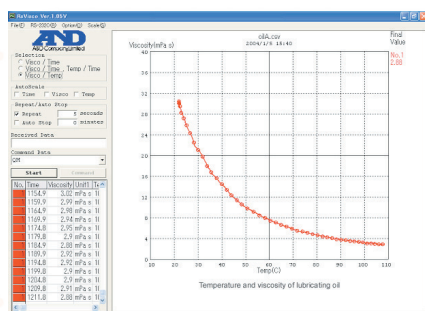 RsVisco Ver.1.05V
File(F) RS-232C(R) Option(O) Scale(S)
AND
A&D Company,Limited
Selection
Visco / Time
Visco / Time , Temp / Time
Visco / Temp
AutoScale
Time Visco Temp
Repeat/Auto Stop
Repeat 5 seconds
Auto Stop 0 minutes
Received Data
Command Data
QM
Start Command
No. Time Viscosity Unit1
1154.9 3.02 mPa s
1159.9 2.99 mPa s
1164.9 2.98 mPa s
1169.9 2.94 mPa s
1174.8 2.95 mPa s
1179.8 2.9 mPa s
1184.9 2.88 mPa s
1189.9 2.92 mPa s
1194.8 2.92 mPa s
1199.8 2.9 mPa s
1204.8 2.9 mPa s
1209.8 2.91 mPa s
1211.8 2.88 mPa s
oilA.csv
Viscosity(mPa s) 2004/1/6 18:40
Final
Value
No.1
2.88
40
36
32
28
24
20
16
12
8
4
0
10 20 30 40 50 60 70 80 90 100 110
Temp(C)
Temperature and viscosity of lubricating oil